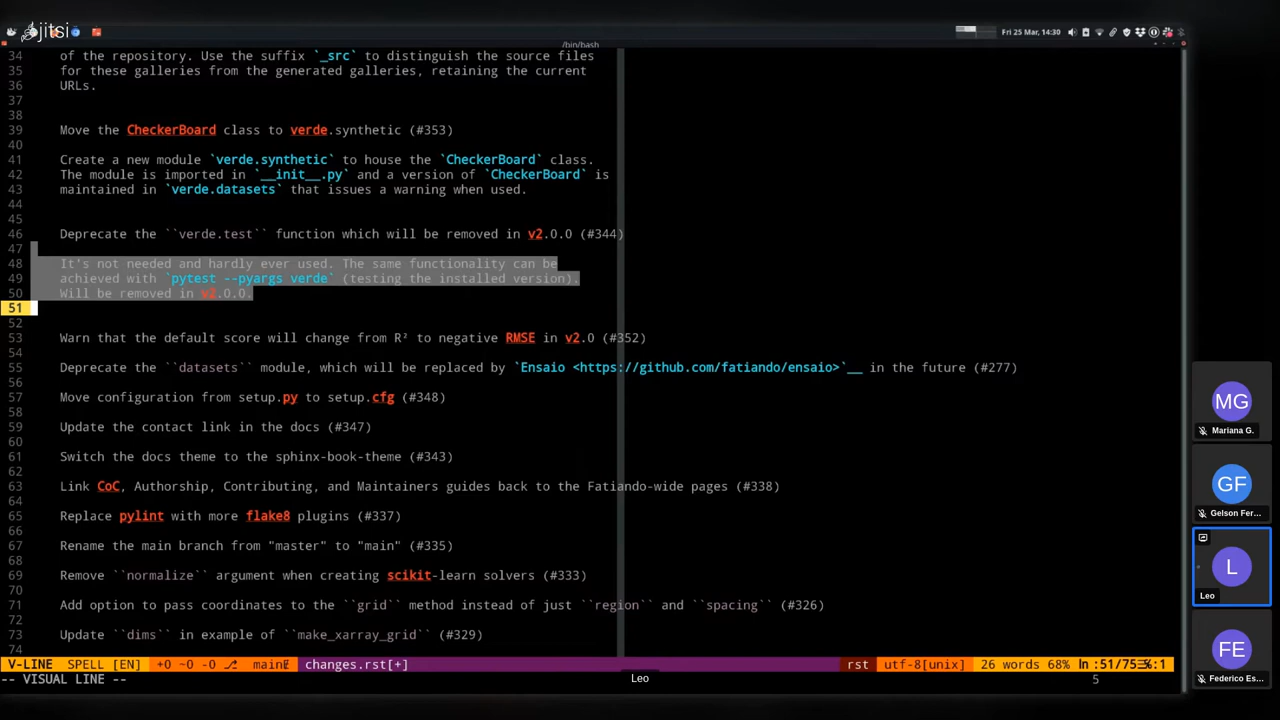 jitsi
Fri 25 Mar, 14:30
/bin/bash
34 of the repository. Use the suffix `_src` to distinguish the source files
35 for these galleries from the generated galleries, retaining the current
36 URLs.
37
38
39 Move the CheckerBoard class to verde.synthetic (#353)
40
41 Create a new module `verde.synthetic` to house the `CheckerBoard` class.
42 The module is imported in `__init__.py` and a version of `CheckerBoard` is
43 maintained in `verde.datasets` that issues a warning when used.
44
45
46 Deprecate the ``verde.test`` function which will be removed in v2.0.0 (#344)
47
48 It's not needed and hardly ever used. The same functionality can be
49 achieved with `pytest --pyargs verde` (testing the installed version).
50 Will be removed in v2.0.0.
51
52
53 Warn that the default score will change from R² to negative RMSE in v2.0 (#352)
54
55 Deprecate the ``datasets`` module, which will be replaced by `Ensaio <https://github.com/fatiando/ensaio>`__ in the future (#277)
56
57 Move configuration from setup.py to setup.cfg (#348)
58
59 Update the contact link in the docs (#347)
60
61 Switch the docs theme to the sphinx-book-theme (#343)
62
63 Link CoC, Authorship, Contributing, and Maintainers guides back to the Fatiando-wide pages (#338)
64
65 Replace pylint with more flake8 plugins (#337)
66
67 Rename the main branch from "master" to "main" (#335)
68
69 Remove ``normalize`` argument when creating scikit-learn solvers (#333)
70
71 Add option to pass coordinates to the ``grid`` method instead of just ``region`` and ``spacing`` (#326)
72
73 Update ``dims`` in example of ``make_xarray_grid`` (#329)
74
V-LINE SPELL [EN] +0 ~0 -0 main changes.rst[+] rst utf-8[unix] 26 words 68% ln :51/75 :1
-- VISUAL LINE -- 5
Leo
MG
Mariana G.
GF
Gelson Fer...
L
Leo
FE
Federico Es...